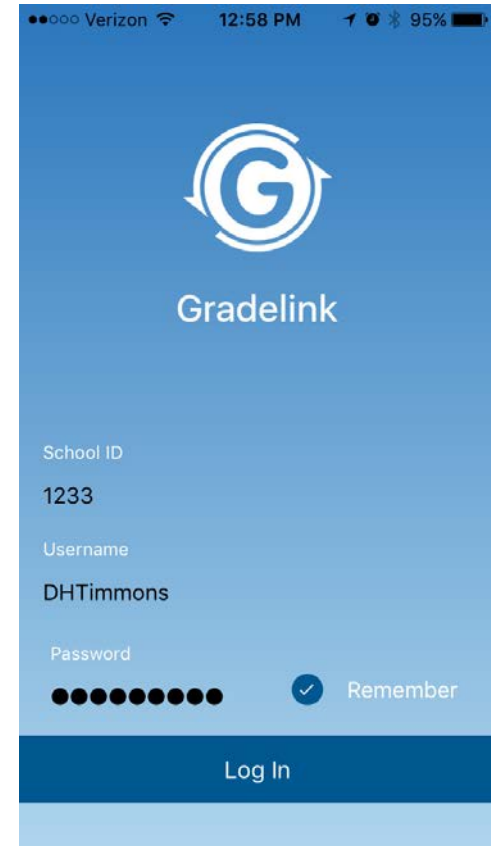 Verizon 12:58 PM 95%
G
Gradelink
School ID
1233
Username
DHTimmons
Password
●●●●●●●●● Remember
Log In